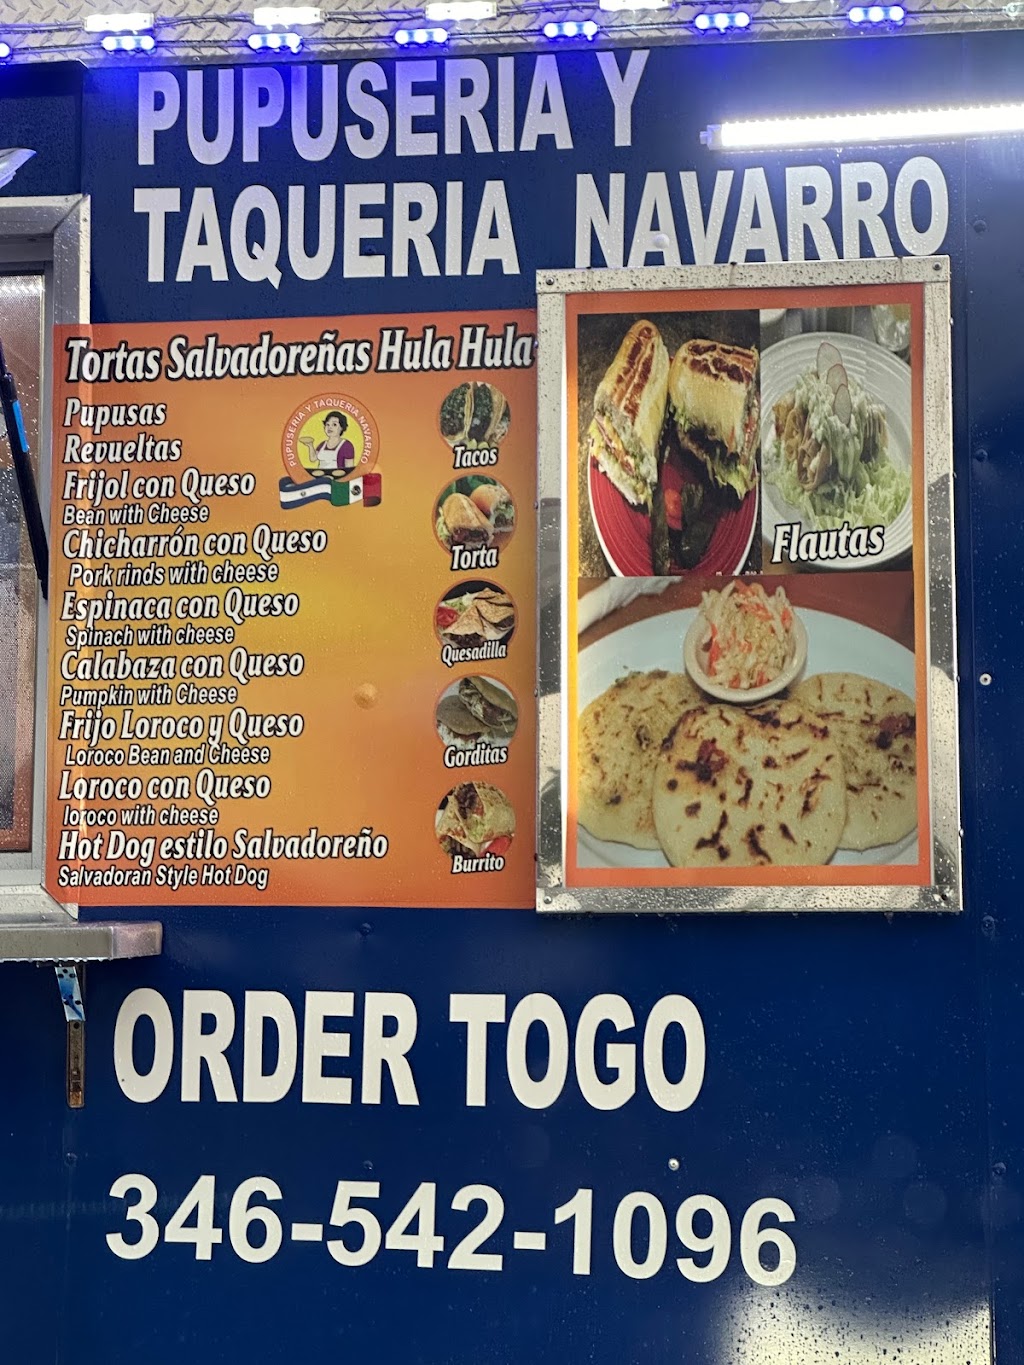 PUPUSERIA Y
TAQUERIA NAVARRO
Tortas Salvadoreñas Hula Hula
Pupusas
Revueltas
Frijol con Queso
Bean with Cheese
Chicharrón con Queso
Pork rinds with cheese
Espinaca con Queso
Spinach with cheese
Calabaza con Queso
Pumpkin with Cheese
Frijo Loroco y Queso
Loroco Bean and Cheese
Loroco con Queso
loroco with cheese
Hot Dog estilo Salvadoreño
Salvadoran Style Hot Dog
PUPUSERIA Y TAQUERIA NAVARRO
Tacos
Torta
Quesadilla
Gorditas
Burrito
Flautas
ORDER TOGO
346-542-1096